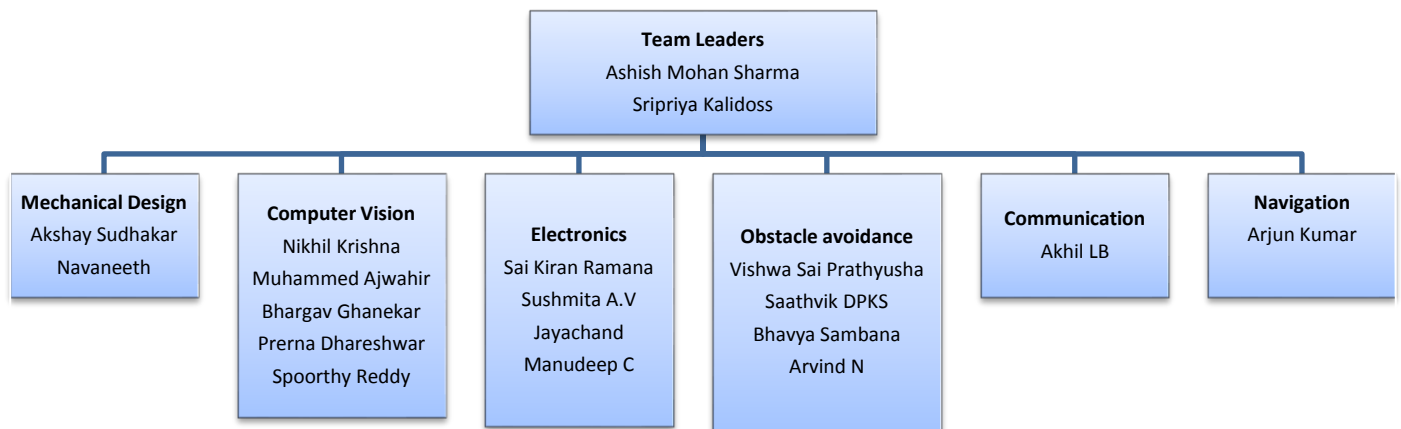 Team Leaders
Ashish Mohan Sharma
Sripriya Kalidoss
Mechanical Design
Akshay Sudhakar
Navaneeth
Computer Vision
Nikhil Krishna
Muhammed Ajwahir
Bhargav Ghanekar
Prerna Dhareshwar
Spoorthy Reddy
Electronics
Sai Kiran Ramana
Sushmita A.V
Jayachand
Manudeep C
Obstacle avoidance
Vishwa Sai Prathyusha
Saathvik DPKS
Bhavya Sambana
Arvind N
Communication
Akhil LB
Navigation
Arjun Kumar